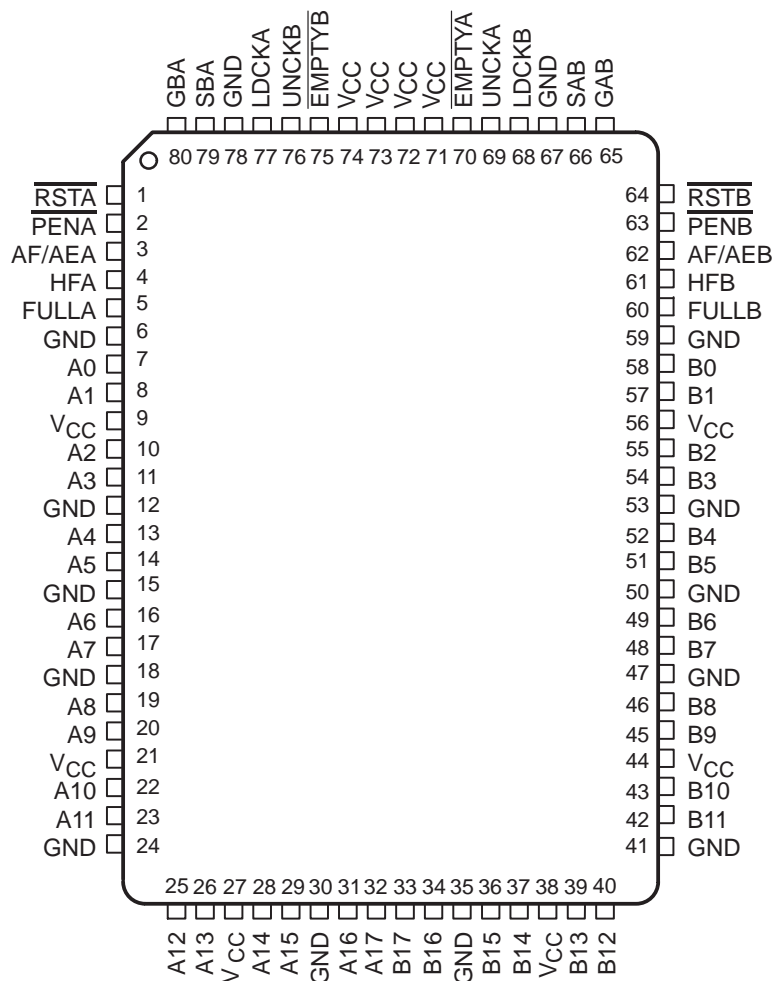 GBA SBA GND LDCKA UNCKB EMPTYB VCC VCC VCC VCC EMPTYA UNCKA LDCKB GND SAB GAB
80 79 78 77 76 75 74 73 72 71 70 69 68 67 66 65
RSTA 1 64 RSTB
PENA 2 63 PENB
AF/AEA 3 62 AF/AEB
HFA 4 61 HFB
FULLA 5 60 FULLB
GND 6 59 GND
A0 7 58 B0
A1 8 57 B1
VCC 9 56 VCC
A2 10 55 B2
A3 11 54 B3
GND 12 53 GND
A4 13 52 B4
A5 14 51 B5
GND 15 50 GND
A6 16 49 B6
A7 17 48 B7
GND 18 47 GND
A8 19 46 B8
A9 20 45 B9
VCC 21 44 VCC
A10 22 43 B10
A11 23 42 B11
GND 24 41 GND
25 26 27 28 29 30 31 32 33 34 35 36 37 38 39 40
A12 A13 VCC A14 A15 GND A16 A17 B17 B16 GND B15 B14 VCC B13 B12